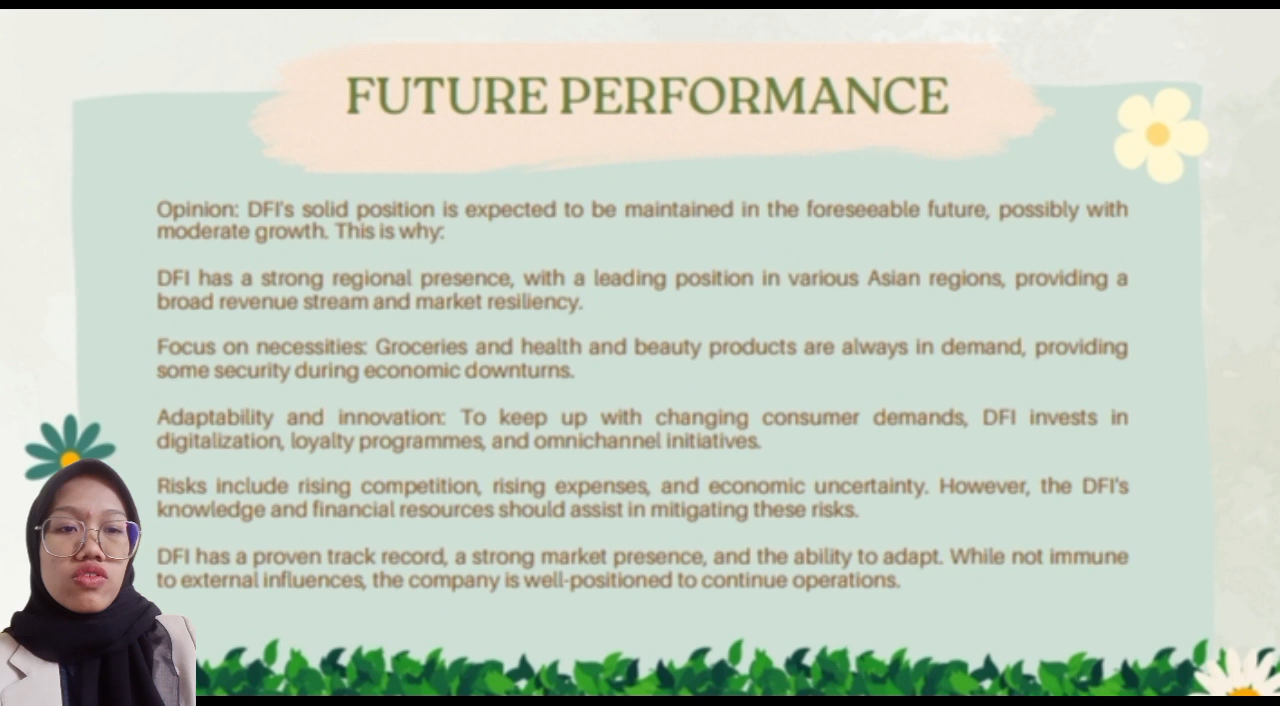 FUTURE PERFORMANCE
Opinion: DFI's solid position is expected to be maintained in the foreseeable future, possibly with
moderate growth. This is why:
DFI has a strong regional presence, with a leading position in various Asian regions, providing a
broad revenue stream and market resiliency.
Focus on necessities: Groceries and health and beauty products are always in demand, providing
some security during economic downturns.
Adaptability and innovation: To keep up with changing consumer demands, DFI invests in
digitalization, loyalty programmes, and omnichannel initiatives.
Risks include rising competition, rising expenses, and economic uncertainty. However, the DFI's
knowledge and financial resources should assist in mitigating these risks.
DFI has a proven track record, a strong market presence, and the ability to adapt. While not immune
to external influences, the company is well-positioned to continue operations.